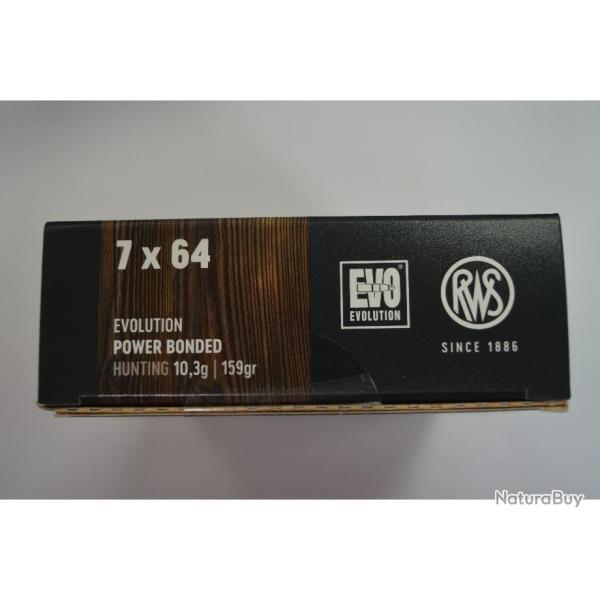 7 x 64
EVOLUTION
POWER BONDED
HUNTING 10,3g | 159gr
EVO®
EVOLUTION
RWS
SINCE 1886
NaturaBuy